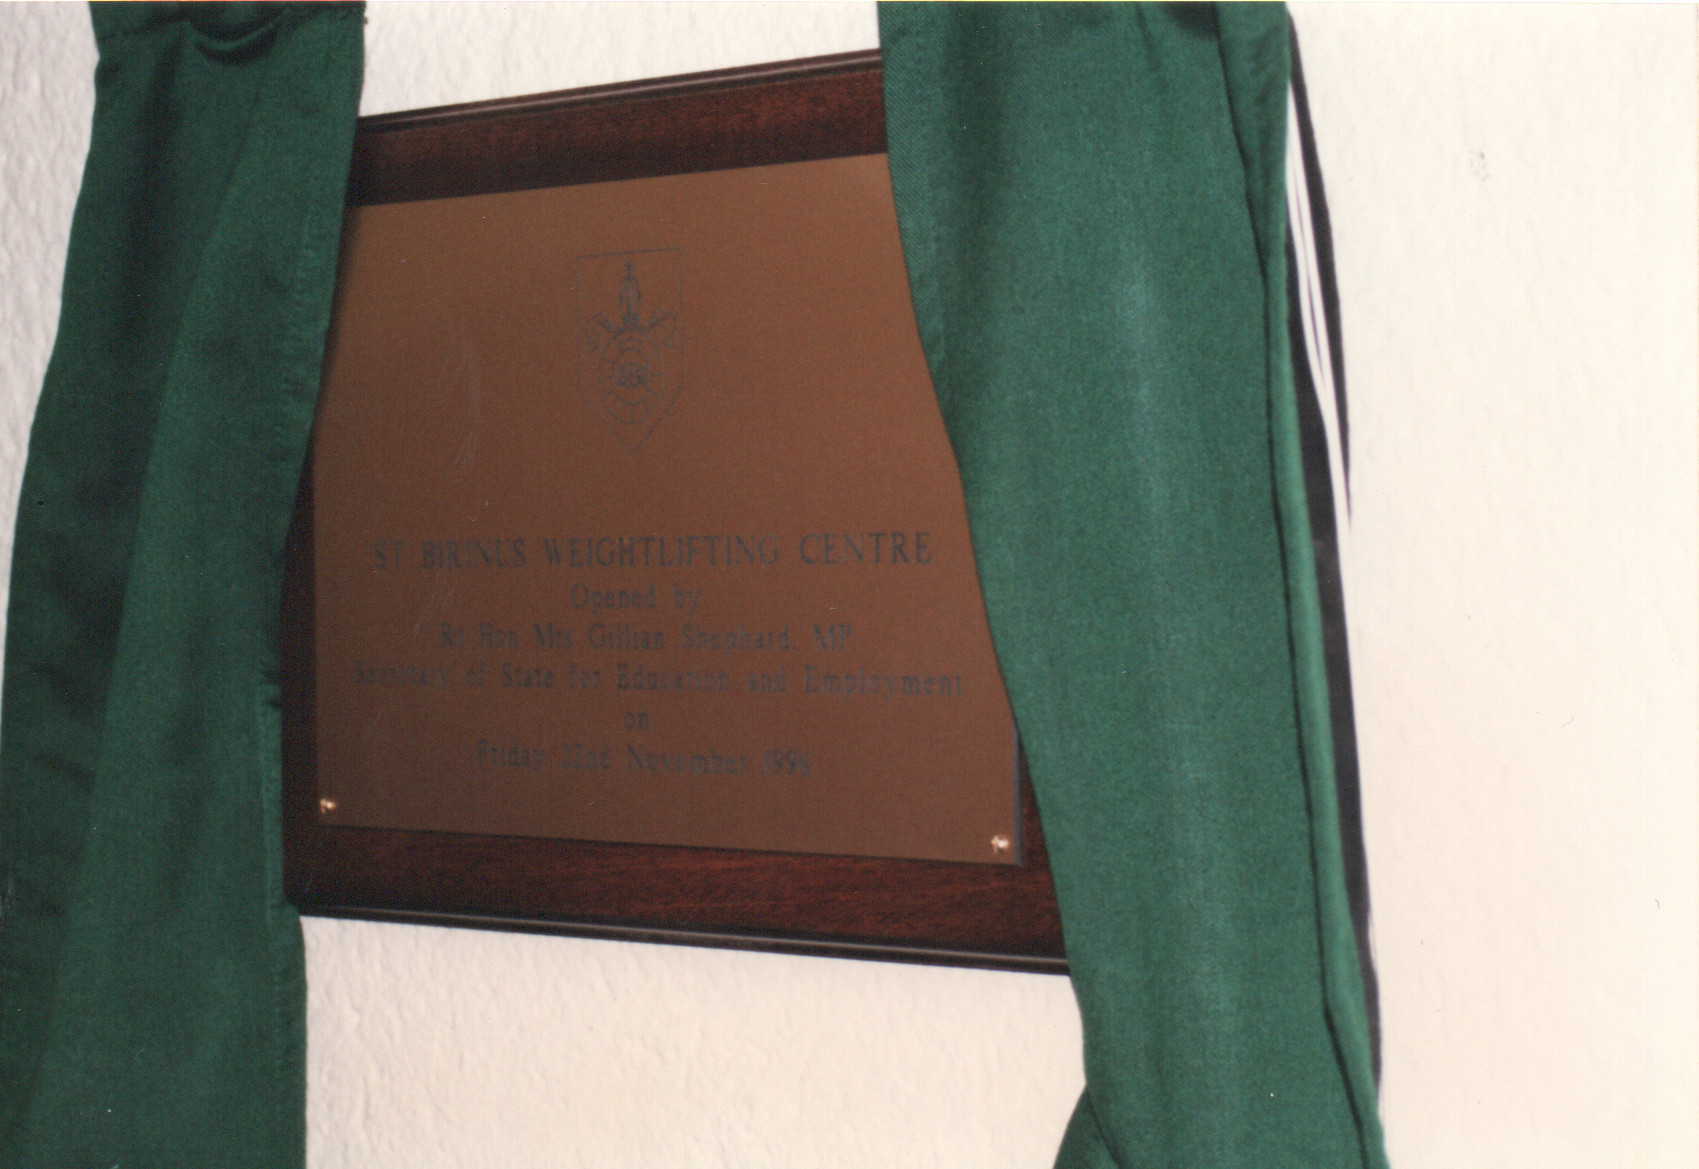 ST BIRINUS WEIGHTLIFTING CENTRE
Opened by
Rt Hon Mrs Gillian Shephard, MP
Secretary of State for Education and Employment
on
Friday 22nd November 1996